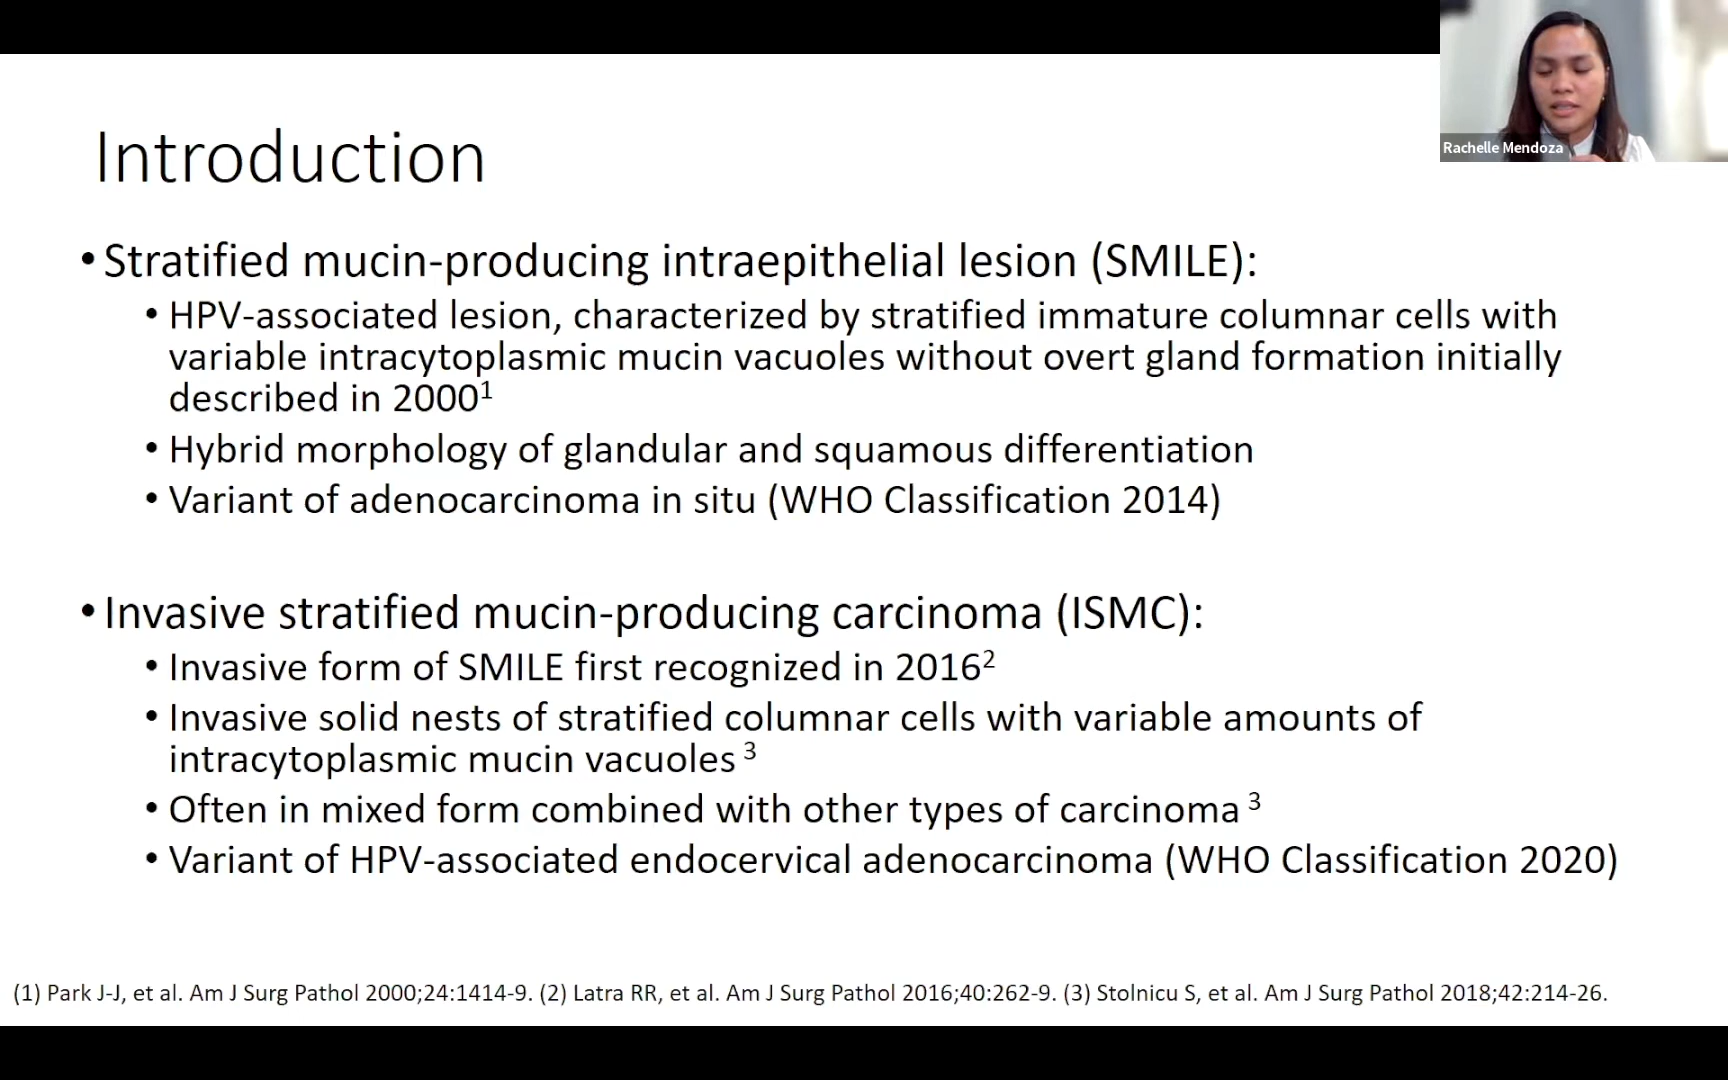 Rachelle Mendoza
Introduction
• Stratified mucin-producing intraepithelial lesion (SMILE):
• HPV-associated lesion, characterized by stratified immature columnar cells with
variable intracytoplasmic mucin vacuoles without overt gland formation initially
described in 2000¹
• Hybrid morphology of glandular and squamous differentiation
• Variant of adenocarcinoma in situ (WHO Classification 2014)
• Invasive stratified mucin-producing carcinoma (ISMC):
• Invasive form of SMILE first recognized in 2016²
• Invasive solid nests of stratified columnar cells with variable amounts of
intracytoplasmic mucin vacuoles ³
• Often in mixed form combined with other types of carcinoma ³
• Variant of HPV-associated endocervical adenocarcinoma (WHO Classification 2020)
(1) Park J-J, et al. Am J Surg Pathol 2000;24:1414-9. (2) Latra RR, et al. Am J Surg Pathol 2016;40:262-9. (3) Stolnicu S, et al. Am J Surg Pathol 2018;42:214-26.